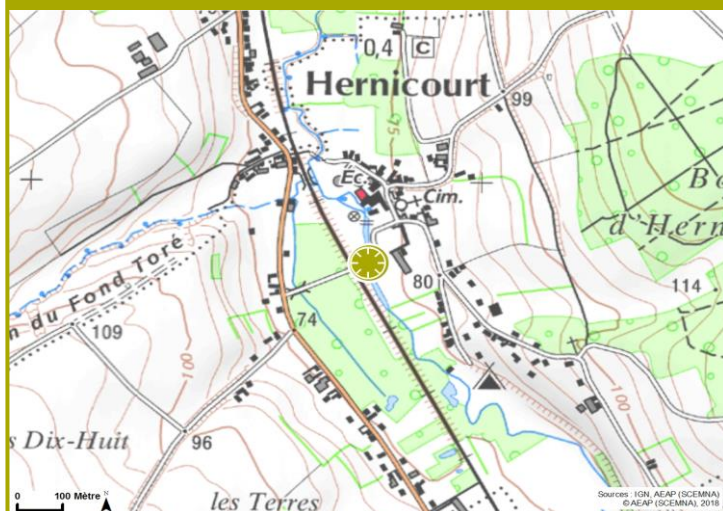 0,4
C
Hernicourt
99
75
Ec.
Cim.
d'Hern
n du Fond Toré
80
114
109
74
100
s Dix-Huit
96
100
les Terres
0 100 Mètre
N
Sources : IGN, AEAP (SCEMNA)
© AEAP (SCEMNA), 2018